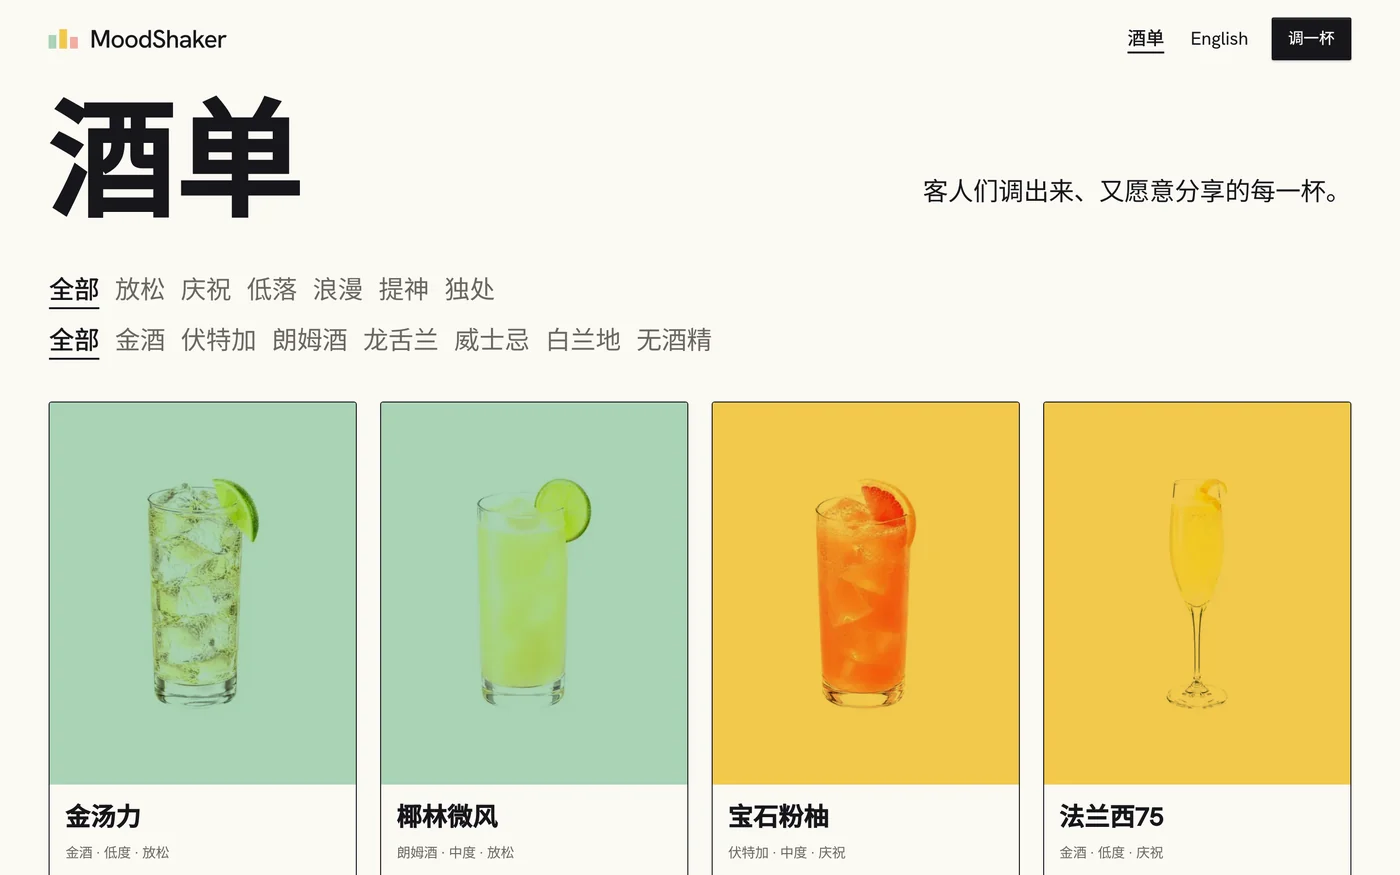 MoodShaker
酒单 English 调一杯
酒单
客人们调出来、又愿意分享的每一杯。
全部 放松 庆祝 低落 浪漫 提神 独处
全部 金酒 伏特加 朗姆酒 龙舌兰 威士忌 白兰地 无酒精
金汤力
金酒 · 低度 · 放松
椰林微风
朗姆酒 · 中度 · 放松
宝石粉柚
伏特加 · 中度 · 庆祝
法兰西75
金酒 · 低度 · 庆祝